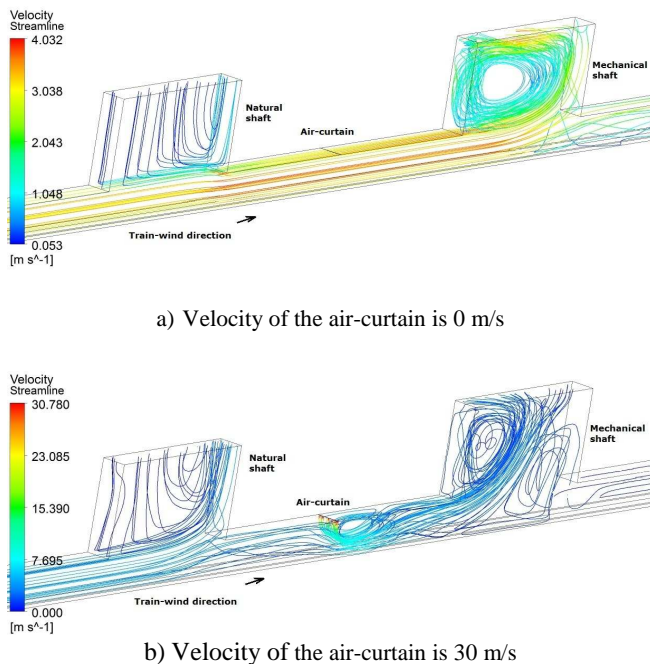 Velocity
Streamline
4.032
3.038
2.043
1.048
0.053
[m s^-1]
Natural
shaft
Air-curtain
Mechanical
shaft
Train-wind direction
a) Velocity of the air-curtain is 0 m/s
Velocity
Streamline
30.780
23.085
15.390
7.695
0.000
[m s^-1]
Natural
shaft
Air-curtain
Mechanical
shaft
Train-wind direction
b) Velocity of the air-curtain is 30 m/s